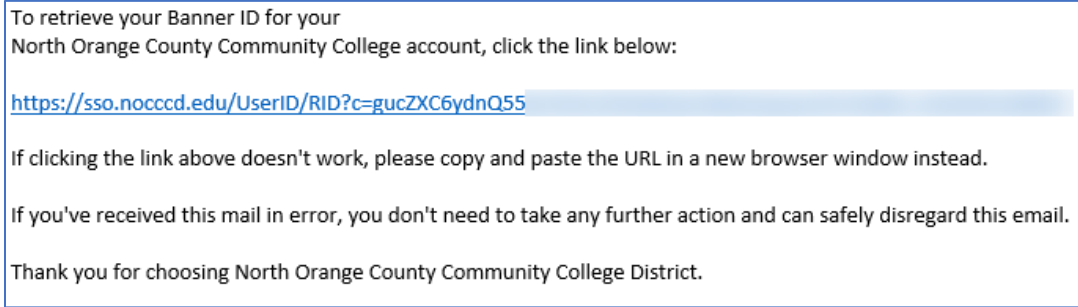 To retrieve your Banner ID for your
North Orange County Community College account, click the link below:
https://sso.nocccd.edu/UserID/RID?c=gucZXC6ydnQ55
If clicking the link above doesn't work, please copy and paste the URL in a new browser window instead.
If you've received this mail in error, you don't need to take any further action and can safely disregard this email.
Thank you for choosing North Orange County Community College District.